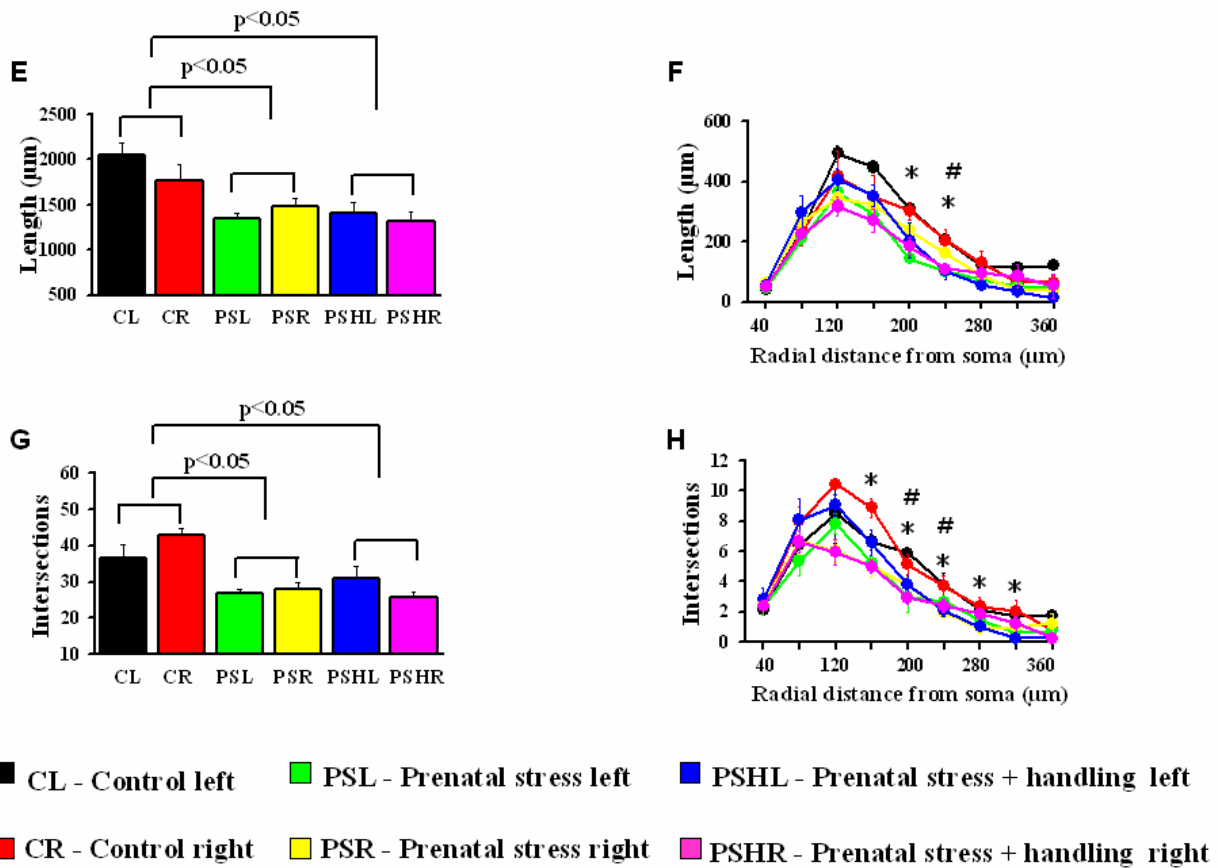 p<0.05
p<0.05
E
Length (µm)
2500
2000
1500
1000
500
CL CR PSL PSR PSHL PSHR
F
Length (µm)
600
400
200
0
* # *
40 120 200 280 360
Radial distance from soma (µm)
p<0.05
p<0.05
G
Intersections
60
50
40
30
20
10
CL CR PSL PSR PSHL PSHR
H
Intersections
12
10
8
6
4
2
0
* # * # * * *
40 120 200 280 360
Radial distance from soma (µm)
CL - Control left
PSL - Prenatal stress left
PSHL - Prenatal stress + handling left
CR - Control right
PSR - Prenatal stress right
PSHR - Prenatal stress + handling right